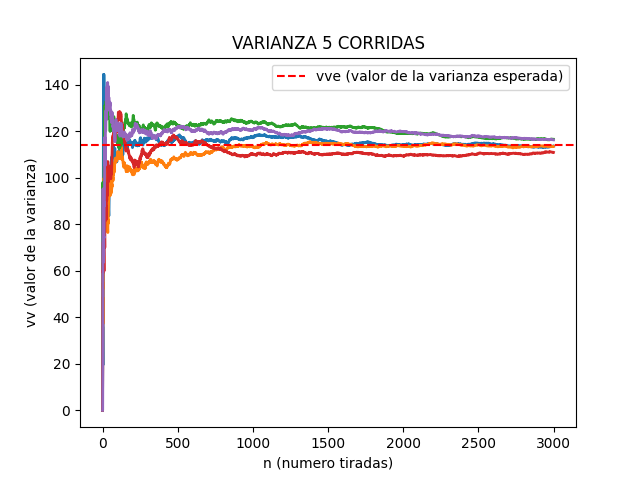 VARIANZA 5 CORRIDAS
vve (valor de la varianza esperada)
vv (valor de la varianza)
140
120
100
80
60
40
20
0
0 500 1000 1500 2000 2500 3000
n (numero tiradas)